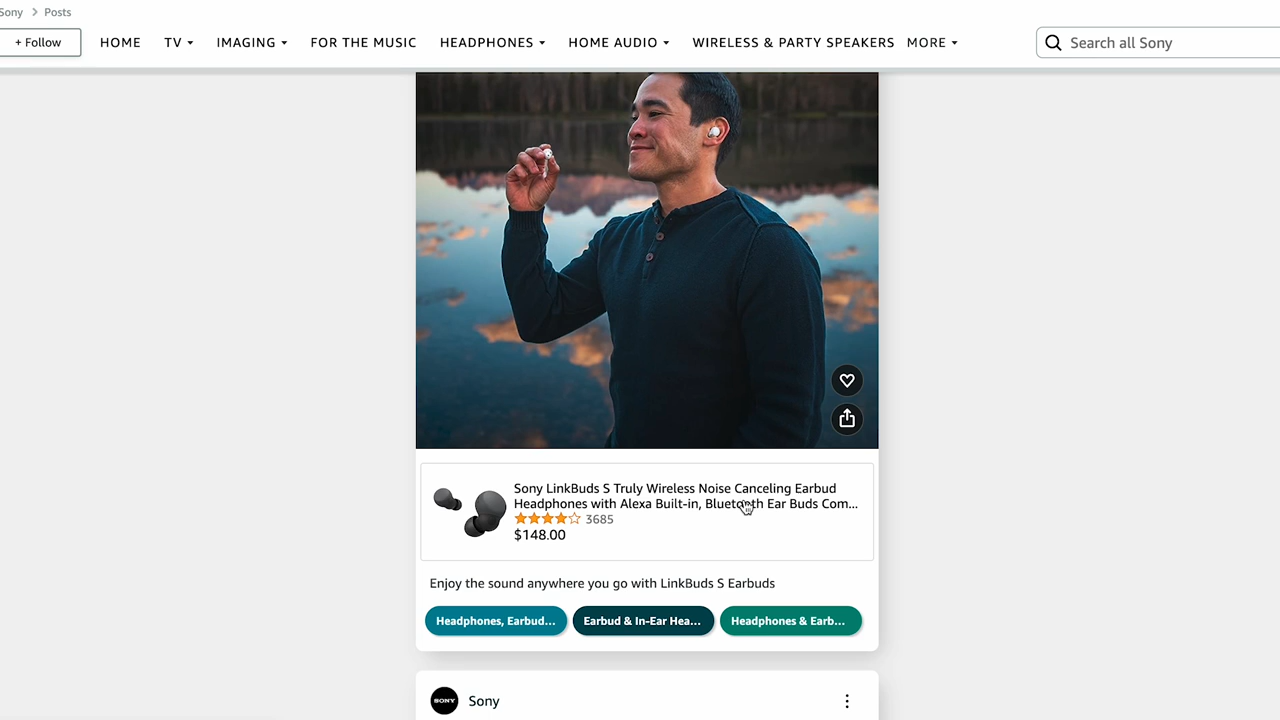 Sony > Posts
+ Follow
HOME
TV
IMAGING
FOR THE MUSIC
HEADPHONES
HOME AUDIO
WIRELESS & PARTY SPEAKERS
MORE
Search all Sony
Sony LinkBuds S Truly Wireless Noise Canceling Earbud
Headphones with Alexa Built-in, Bluetooth Ear Buds Com...
3685
$148.00
Enjoy the sound anywhere you go with LinkBuds S Earbuds
Headphones, Earbud...
Earbud & In-Ear Hea...
Headphones & Earb...
SONY
Sony